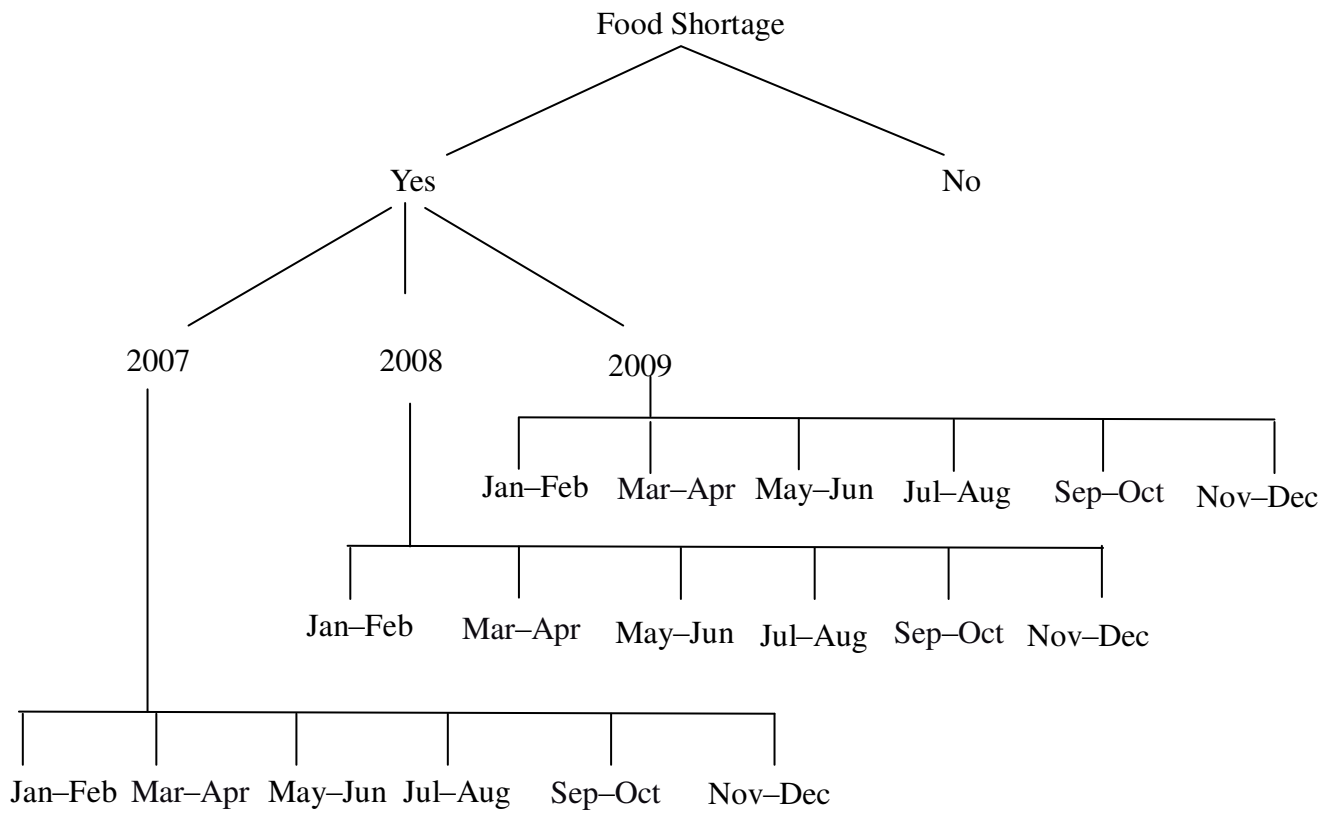 Food Shortage
Yes No
2007 2008 2009
Jan–Feb Mar–Apr May–Jun Jul–Aug Sep–Oct Nov–Dec
Jan–Feb Mar–Apr May–Jun Jul–Aug Sep–Oct Nov–Dec
Jan–Feb Mar–Apr May–Jun Jul–Aug Sep–Oct Nov–Dec